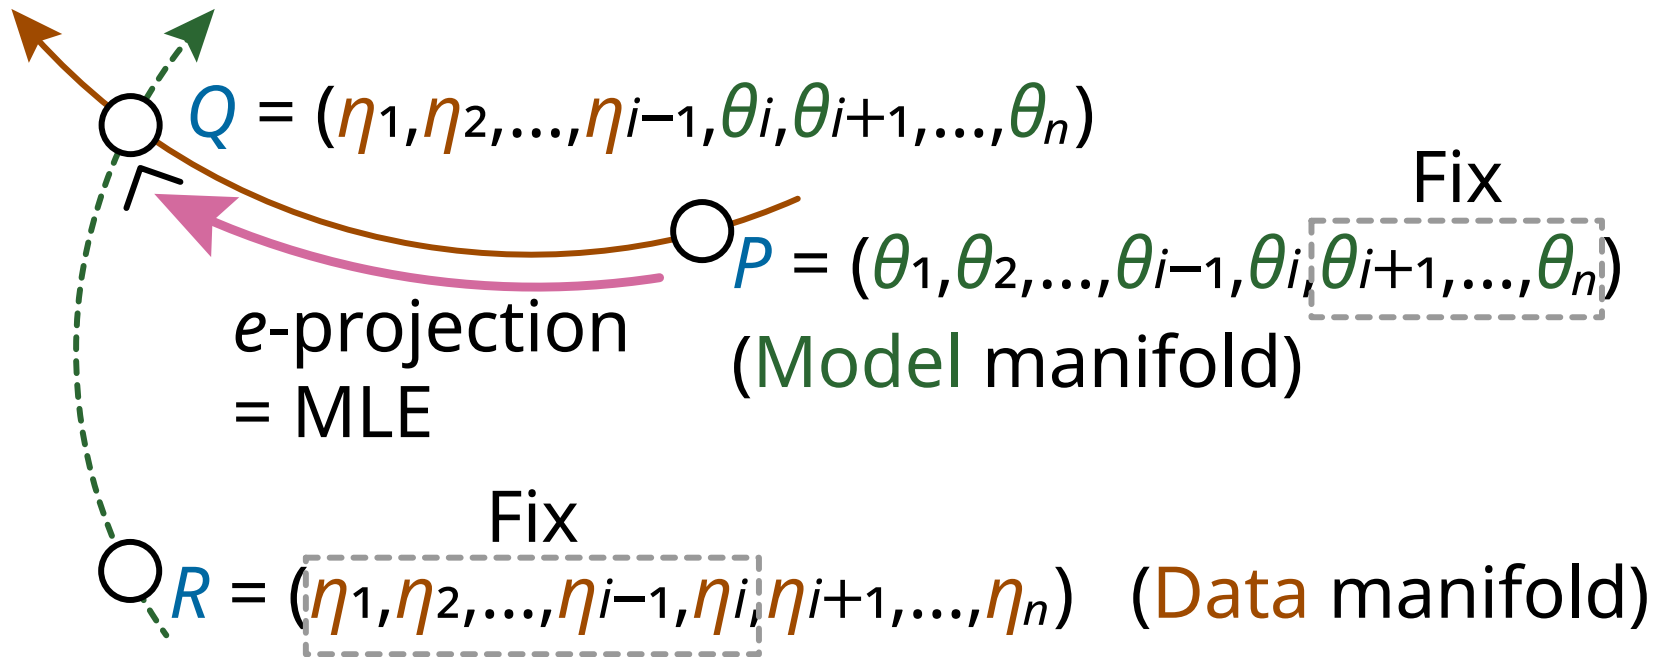 Q = (η1,η2,...,ηi−1,θi,θi+1,...,θn)
Fix
P = (θ1,θ2,...,θi−1,θi,θi+1,...,θn)
(Model manifold)
e-projection
= MLE
Fix
R = (η1,η2,...,ηi−1,ηi,ηi+1,...,ηn) (Data manifold)